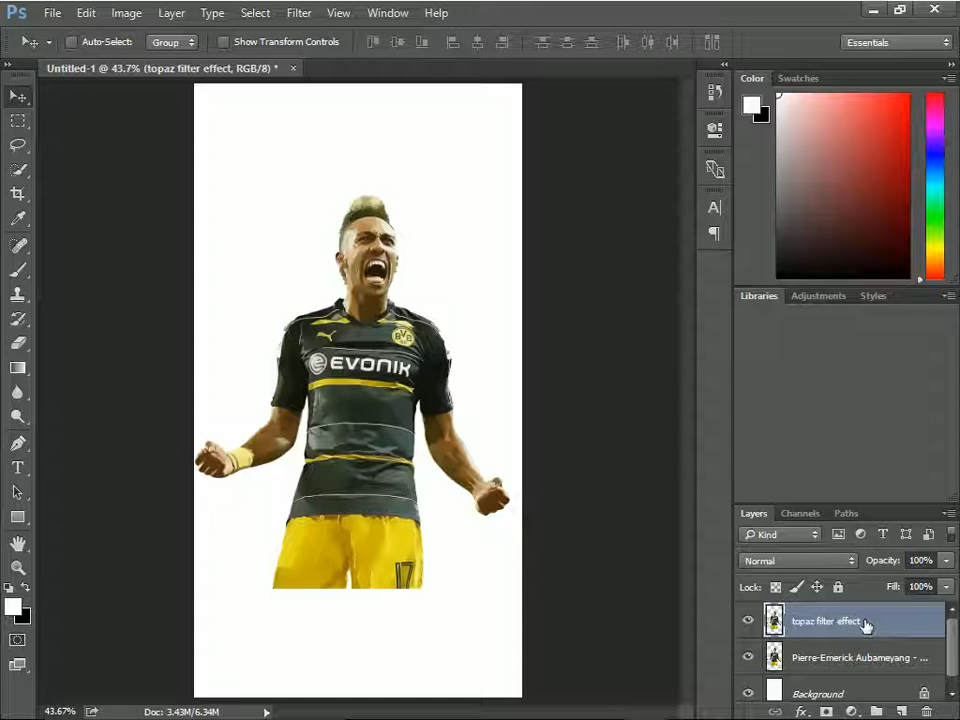 Ps File Edit Image Layer Type Select Filter View Window Help
Auto-Select: Group Show Transform Controls Essentials
Untitled-1 @ 43.7% (topaz filter effect, RGB/8) * ×
Color Swatches
A
Libraries Adjustments Styles
BVB
EVONIK
T
Layers Channels Paths
Kind T
Normal Opacity: 100%
17
Lock: Fill: 100%
topaz filter effect
Pierre-Emerick Aubameyang - ...
Background
43.67% Doc: 3.43M/6.34M fx